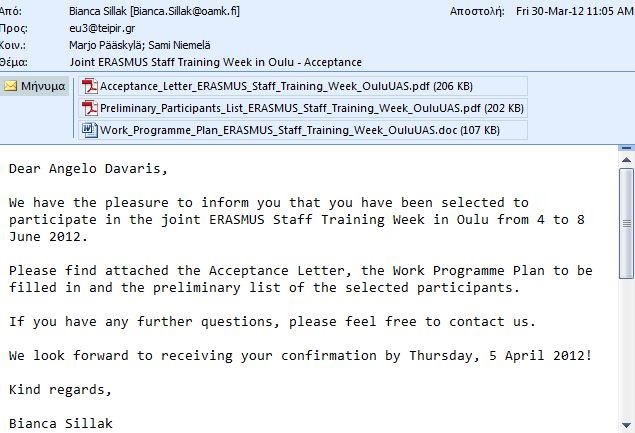 Από: Bianca Sillak [Bianca.Sillak@oamk.fi] Αποστολή: Fri 30-Mar-12 11:05 AM
Προς: eu3@teipir.gr
Κοιν.: Marjo Pääskylä; Sami Niemelä
Θέμα: Joint ERASMUS Staff Training Week in Oulu - Acceptance
Μήνυμα
Acceptance_Letter_ERASMUS_Staff_Training_Week_OuluUAS.pdf (206 KB)
Preliminary_Participants_List_ERASMUS_Staff_Training_Week_OuluUAS.pdf (202 KB)
Work_Programme_Plan_ERASMUS_Staff_Training_Week_OuluUAS.doc (107 KB)
Dear Angelo Davaris,
We have the pleasure to inform you that you have been selected to
participate in the joint ERASMUS Staff Training Week in Oulu from 4 to 8
June 2012.
Please find attached the Acceptance Letter, the Work Programme Plan to be
filled in and the preliminary list of the selected participants.
If you have any further questions, please feel free to contact us.
We look forward to receiving your confirmation by Thursday, 5 April 2012!
Kind regards,
Bianca Sillak